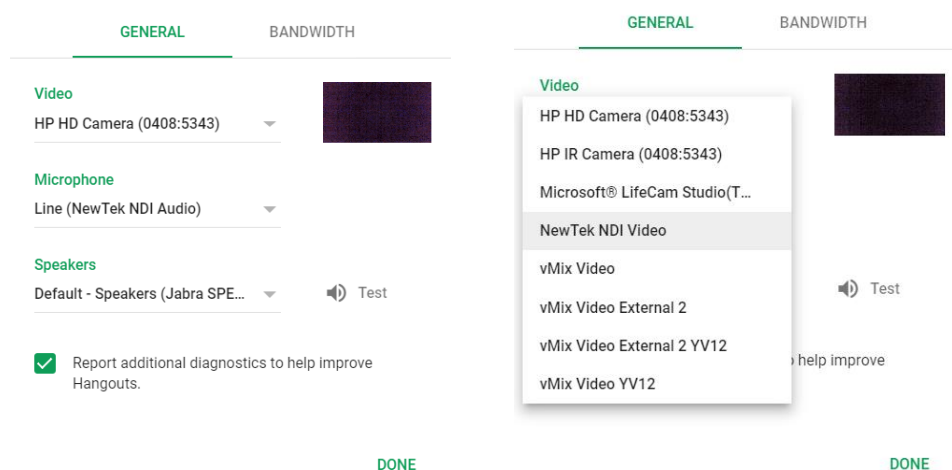 GENERAL
BANDWIDTH
Video
HP HD Camera (0408:5343)
Microphone
Line (NewTek NDI Audio)
Speakers
Default - Speakers (Jabra SPE...
Test
Report additional diagnostics to help improve
Hangouts.
DONE
GENERAL
BANDWIDTH
Video
HP HD Camera (0408:5343)
HP IR Camera (0408:5343)
Microsoft® LifeCam Studio(T...
NewTek NDI Video
vMix Video
vMix Video External 2
vMix Video External 2 YV12
vMix Video YV12
Test
help improve
DONE